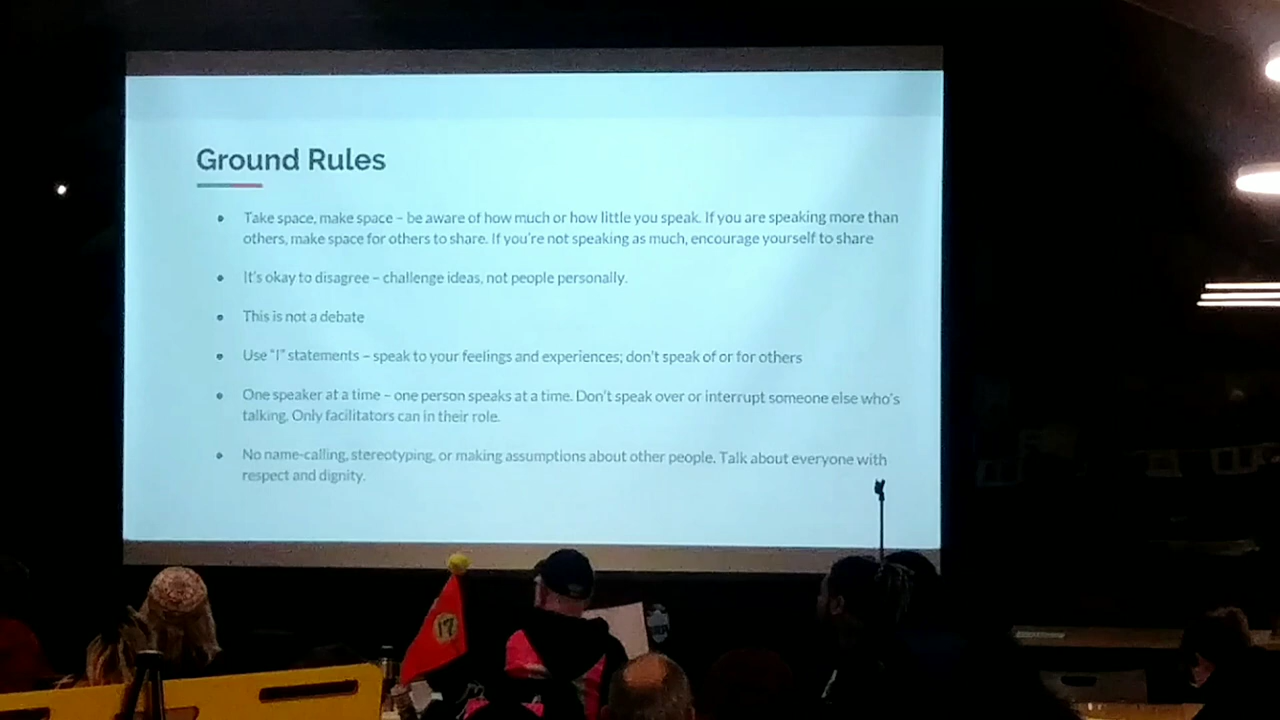 Ground Rules
Take space, make space – be aware of how much or how little you speak. If you are speaking more than
others, make space for others to share. If you're not speaking as much, encourage yourself to share
It's okay to disagree – challenge ideas, not people personally.
This is not a debate
Use "I" statements – speak to your feelings and experiences; don't speak of or for others
One speaker at a time – one person speaks at a time. Don't speak over or interrupt someone else who's
talking. Only facilitators can in their role.
No name-calling, stereotyping, or making assumptions about other people. Talk about everyone with
respect and dignity.
17